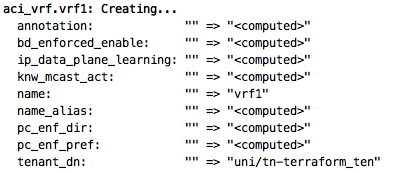 aci_vrf.vrf1: Creating...
annotation: "" => "<computed>"
bd_enforced_enable: "" => "<computed>"
ip_data_plane_learning: "" => "<computed>"
knw_mcast_act: "" => "<computed>"
name: "" => "vrf1"
name_alias: "" => "<computed>"
pc_enf_dir: "" => "<computed>"
pc_enf_pref: "" => "<computed>"
tenant_dn: "" => "uni/tn-terraform_ten"